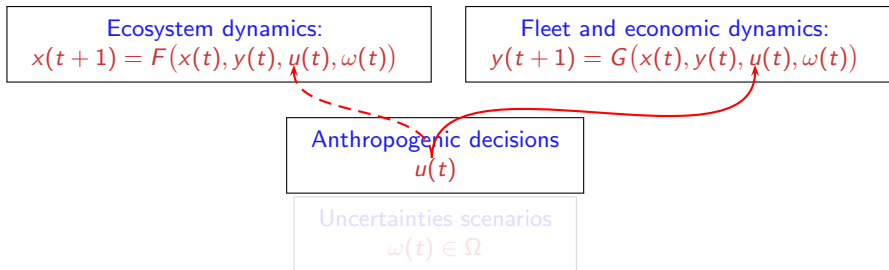 Ecosystem dynamics:
x(t + 1) = F(x(t), y(t), u(t), ω(t))
Fleet and economic dynamics:
y(t + 1) = G(x(t), y(t), u(t), ω(t))
Anthropogenic decisions
u(t)
Uncertainties scenarios
ω(t) ∈ Ω